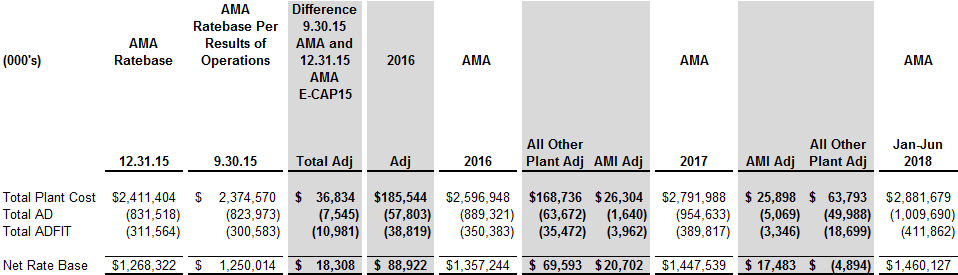 AMA Difference
AMA Ratebase Per 9.30.15
AMA Results of AMA and
(000's) Ratebase Operations 12.31.15 2016 AMA AMA AMA
AMA
E-CAP15
All Other All Other Jan-Jun
12.31.15 9.30.15 Total Adj Adj 2016 Plant Adj AMI Adj 2017 AMI Adj Plant Adj 2018
Total Plant Cost $2,411,404 $ 2,374,570 $ 36,834 $185,544 $2,596,948 $168,736 $26,304 $2,791,988 $ 25,898 $ 63,793 $2,881,679
Total AD (831,518) (823,973) (7,545) (57,803) (889,321) (63,672) (1,640) (954,633) (5,069) (49,988) (1,009,690)
Total ADFIT (311,564) (300,583) (10,981) (38,819) (350,383) (35,472) (3,962) (389,817) (3,346) (18,699) (411,862)
Net Rate Base $1,268,322 $ 1,250,014 $ 18,308 $ 88,922 $1,357,244 $ 69,593 $20,702 $1,447,539 $ 17,483 $ (4,894) $1,460,127